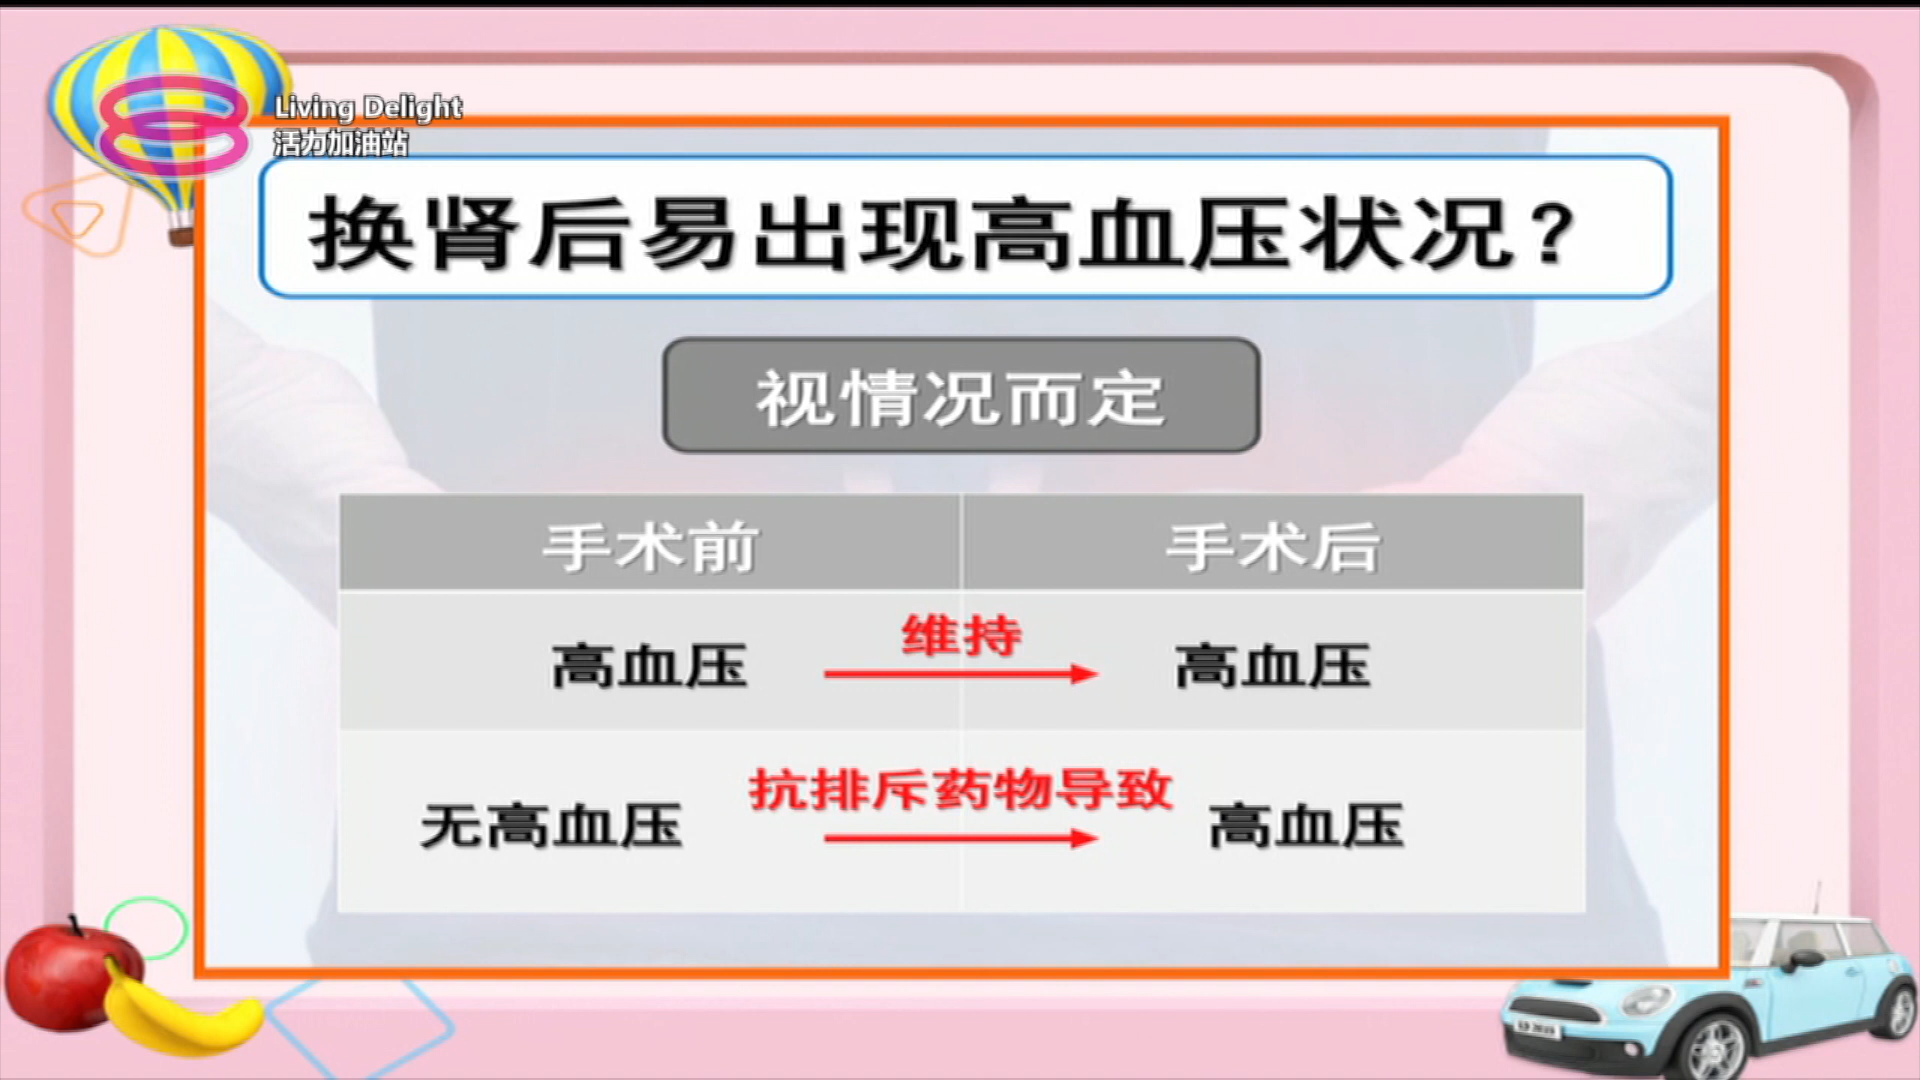 Living Delight
活力加油站
换肾后易出现高血压状况？
视情况而定
手术前 手术后
维持
高血压 高血压
抗排斥药物导致
无高血压 高血压